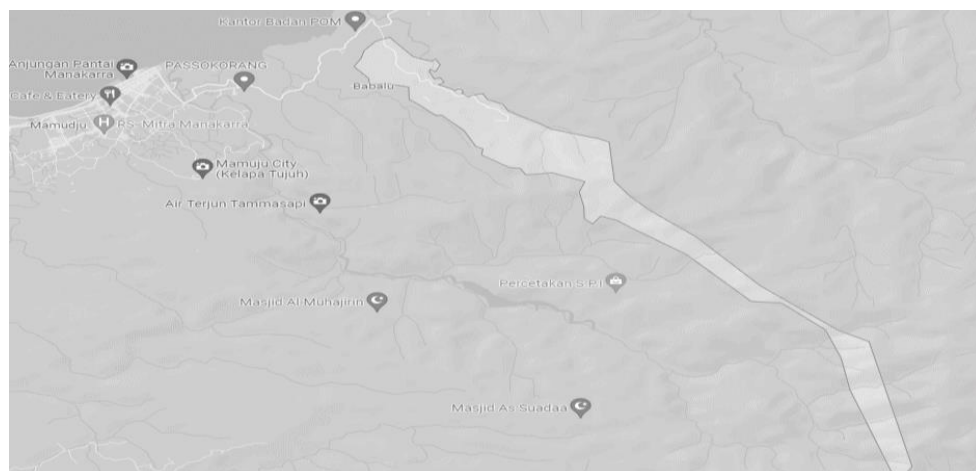 Kantor Badan POM
Anjungan Pantai
Manakarra
PASSOKORANG
Babalu
Cafe & Eatery
Mamudju
RS. Mitra Manakarra
Mamuju City
(Kelapa Tujuh)
Air Terjun Tammasapi
Percetakan S.P.I
Masjid Al-Muhajirin
Masjid As Suadaa